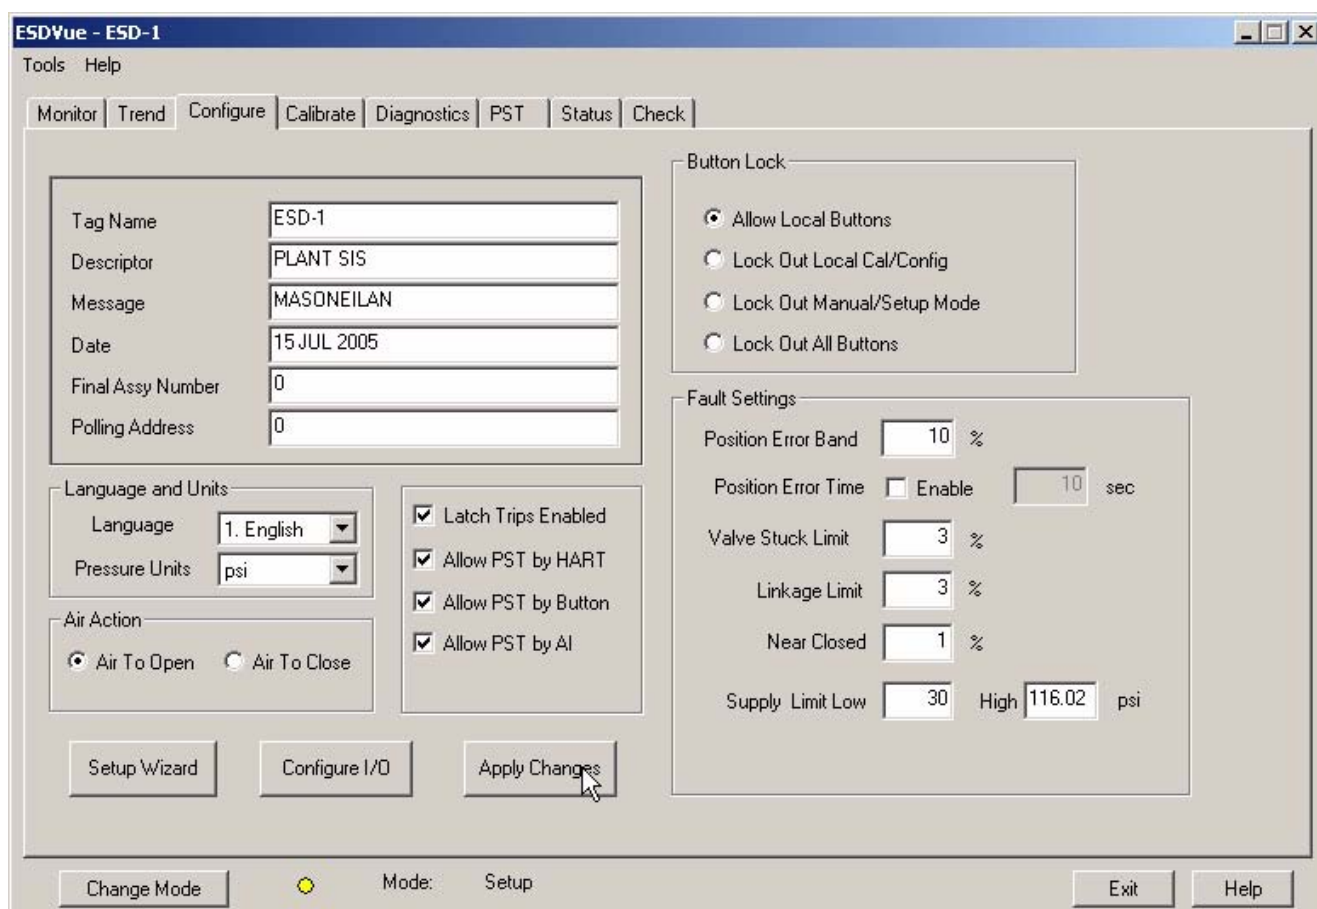 ESDVue - ESD-1
Tools Help
Monitor Trend Configure Calibrate Diagnostics PST Status Check
Tag Name ESD-1
Descriptor PLANT SIS
Message MASONEILAN
Date 15 JUL 2005
Final Assy Number 0
Polling Address 0
Language and Units
Language 1. English
Pressure Units psi
Air Action
Air To Open Air To Close
Latch Trips Enabled
Allow PST by HART
Allow PST by Button
Allow PST by AI
Setup Wizard Configure I/O Apply Changes
Button Lock
Allow Local Buttons
Lock Out Local Cal/Config
Lock Out Manual/Setup Mode
Lock Out All Buttons
Fault Settings
Position Error Band 10 %
Position Error Time Enable 10 sec
Valve Stuck Limit 3 %
Linkage Limit 3 %
Near Closed 1 %
Supply Limit Low 30 High 116.02 psi
Change Mode Mode: Setup Exit Help